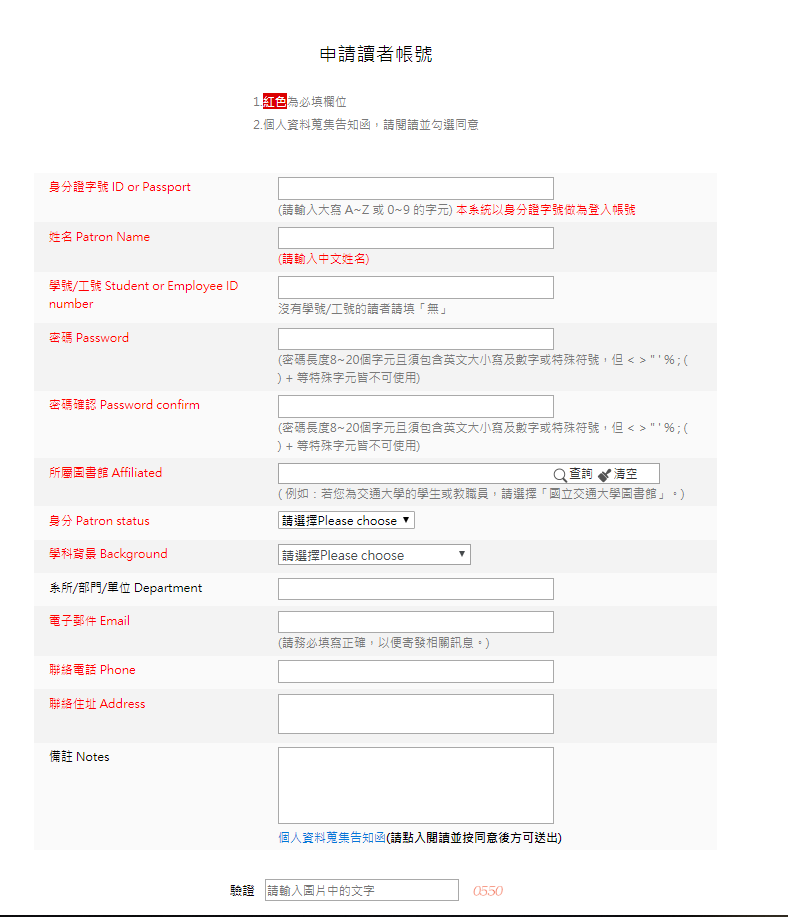 申請讀者帳號
1.紅色為必填欄位
2.個人資料蒐集告知函，請閱讀並勾選同意
身分證字號 ID or Passport
(請輸入大寫 A~Z 或 0~9 的字元) 本系統以身分證字號做為登入帳號
姓名 Patron Name
(請輸入中文姓名)
學號/工號 Student or Employee ID
number
沒有學號/工號的讀者請填「無」
密碼 Password
(密碼長度8~20個字元且須包含英文大小寫及數字或特殊符號，但 < > " ' % ; (
) + 等特殊字元皆不可使用)
密碼確認 Password confirm
(密碼長度8~20個字元且須包含英文大小寫及數字或特殊符號，但 < > " ' % ; (
) + 等特殊字元皆不可使用)
所屬圖書館 Affiliated
查詢 清空
( 例如：若您為交通大學的學生或教職員，請選擇「國立交通大學圖書館」。)
身分 Patron status
請選擇Please choose
學科背景 Background
請選擇Please choose
系所/部門/單位 Department
電子郵件 Email
(請務必填寫正確，以便寄發相關訊息。)
聯絡電話 Phone
聯絡住址 Address
備註 Notes
個人資料蒐集告知函(請點入閱讀並按同意後方可送出)
驗證 請輸入圖片中的文字 0550